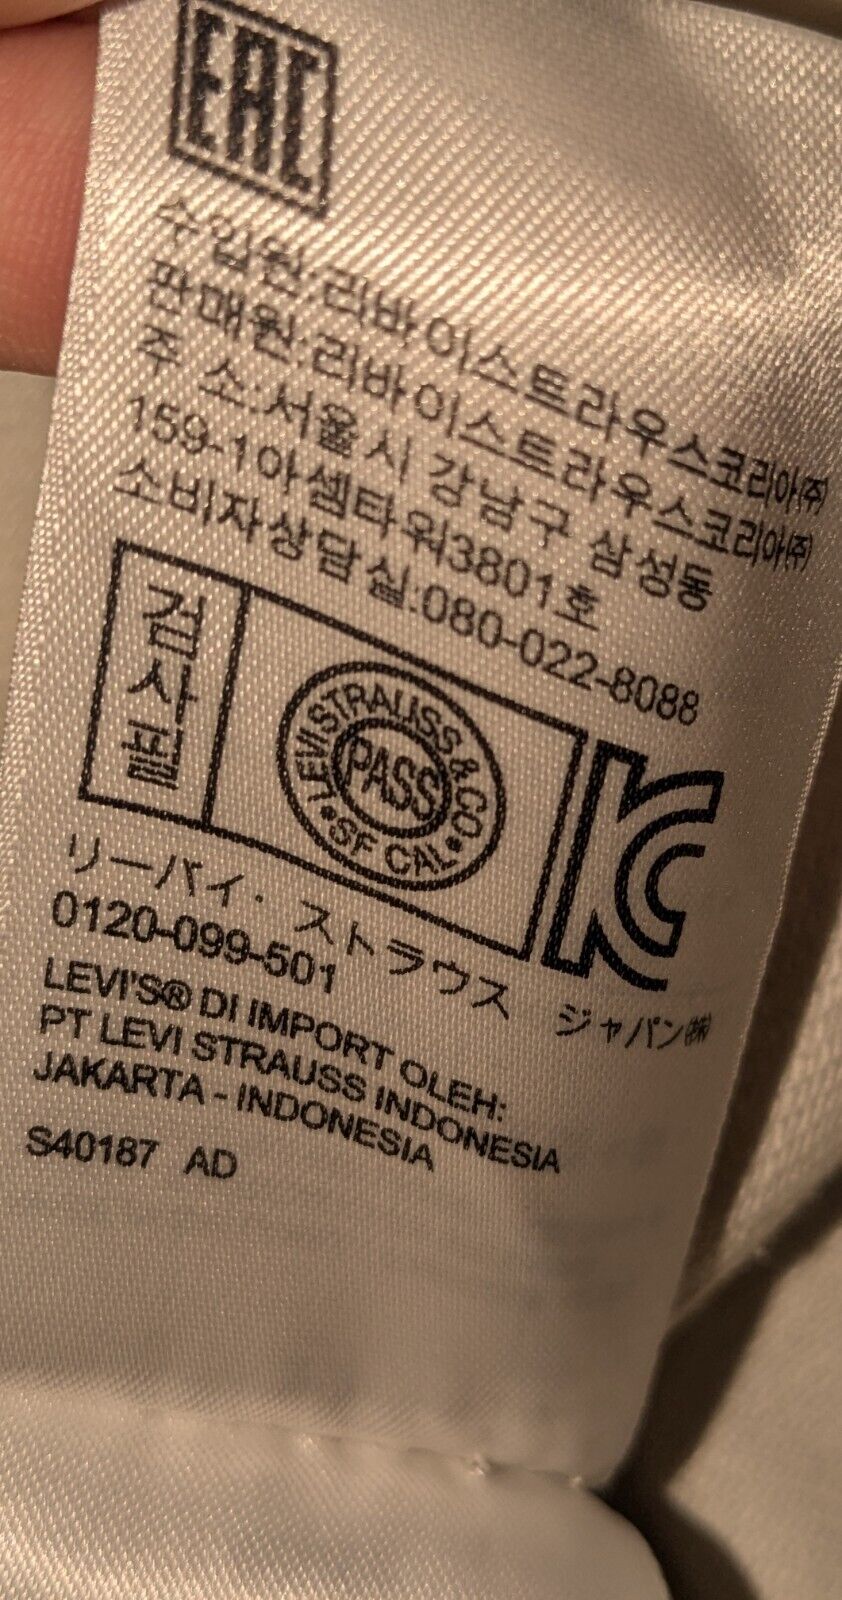 EAC
수입원:리바이스트라우스코리아(주)
판매원:리바이스트라우스코리아(주)
주 소:서울시 강남구 삼성동
159-1아셈타워3801호
소비자상담실:080-022-8088
검사필
LEVI STRAUSS & CO
PASS
• SF CAL •
KC
リーバイ・ストラウス ジャパン㈱
0120-099-501
LEVI'S® DI IMPORT OLEH:
PT LEVI STRAUSS INDONESIA
JAKARTA - INDONESIA
S40187 AD